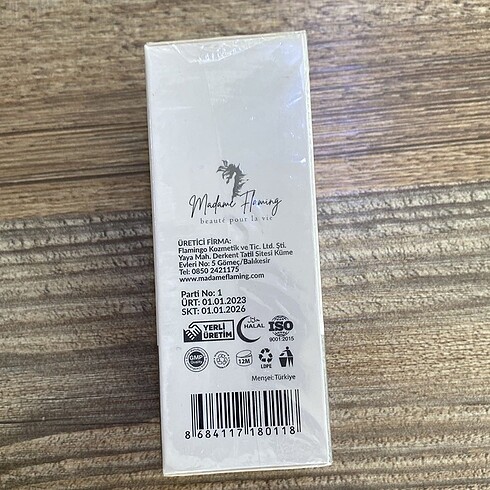 Madame Flaming
beauté pour la vie
ÜRETİCİ FİRMA:
Flamingo Kozmetik ve Tic. Ltd. Şti.
Yaya Mah. Derkent Tatil Sitesi Küme
Evleri No: 5 Gömeç/Balıkesir
Tel: 0850 2421175
www.madameflaming.com
Parti No: 1
ÜRT: 01.01.2023
SKT: 01.01.2026
YERLİ
ÜRETİM
HALAL
ISO
9001:2015
GMP
12M
LDPE
Menşei: Türkiye
8 684117 180118